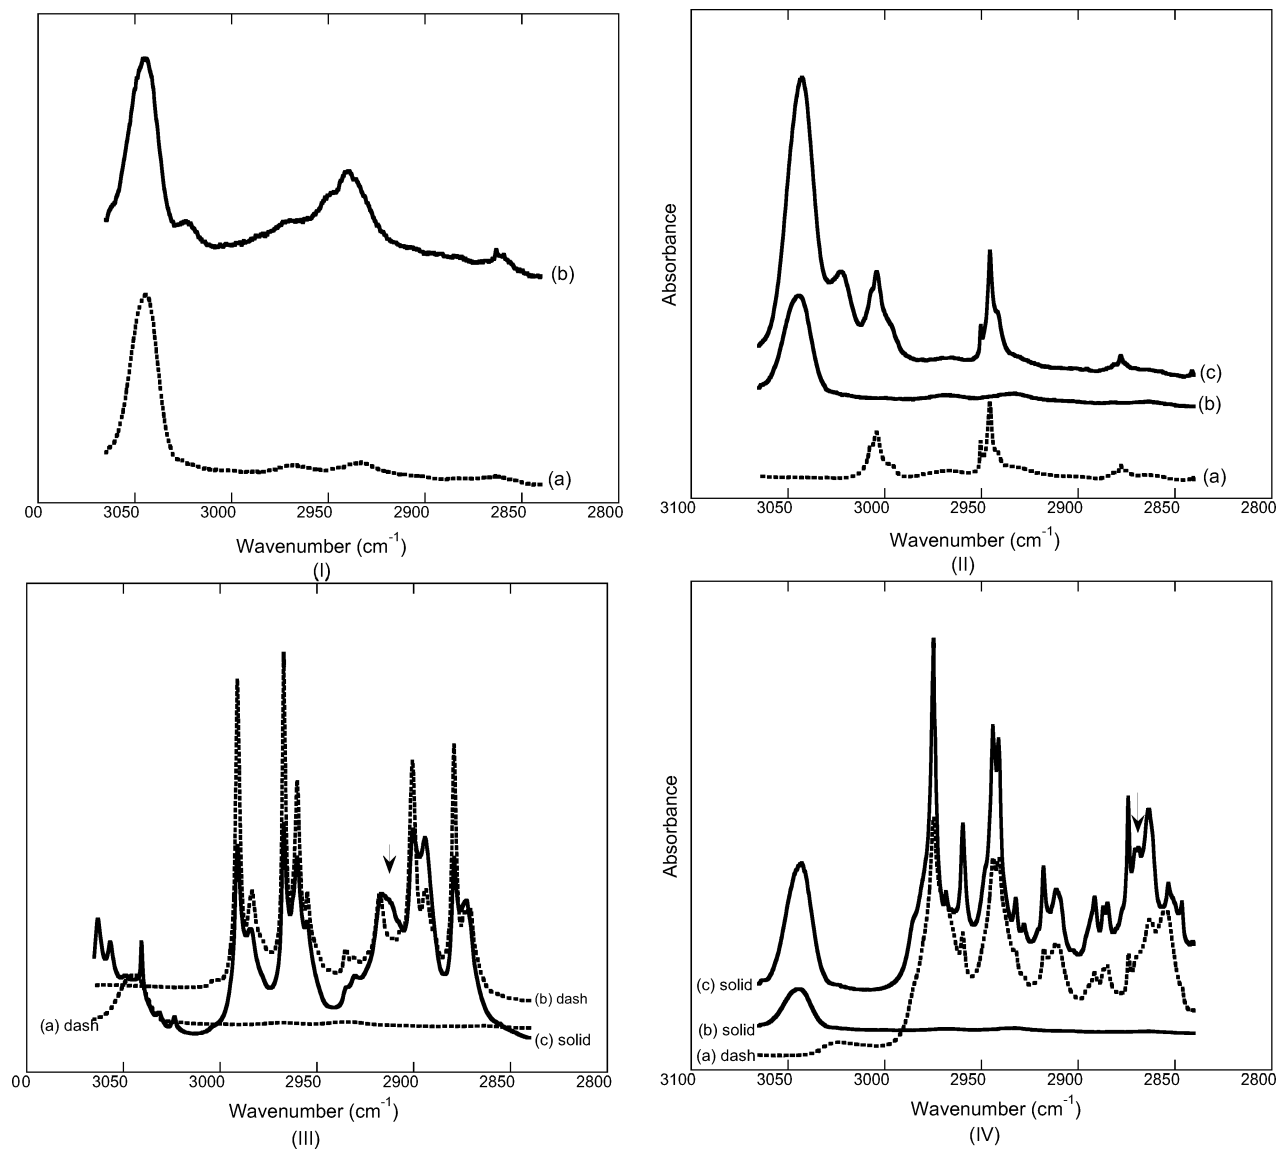 (b)
(a)
00 3050 3000 2950 2900 2850 2800
Wavenumber (cm-1)
(I)
Absorbance
(c)
(b)
(a)
3100 3050 3000 2950 2900 2850 2800
Wavenumber (cm-1)
(II)
(a) dash
(b) dash
(c) solid
00 3050 3000 2950 2900 2850 2800
Wavenumber (cm-1)
(III)
Absorbance
(c) solid
(b) solid
(a) dash
3100 3050 3000 2950 2900 2850 2800
Wavenumber (cm-1)
(IV)